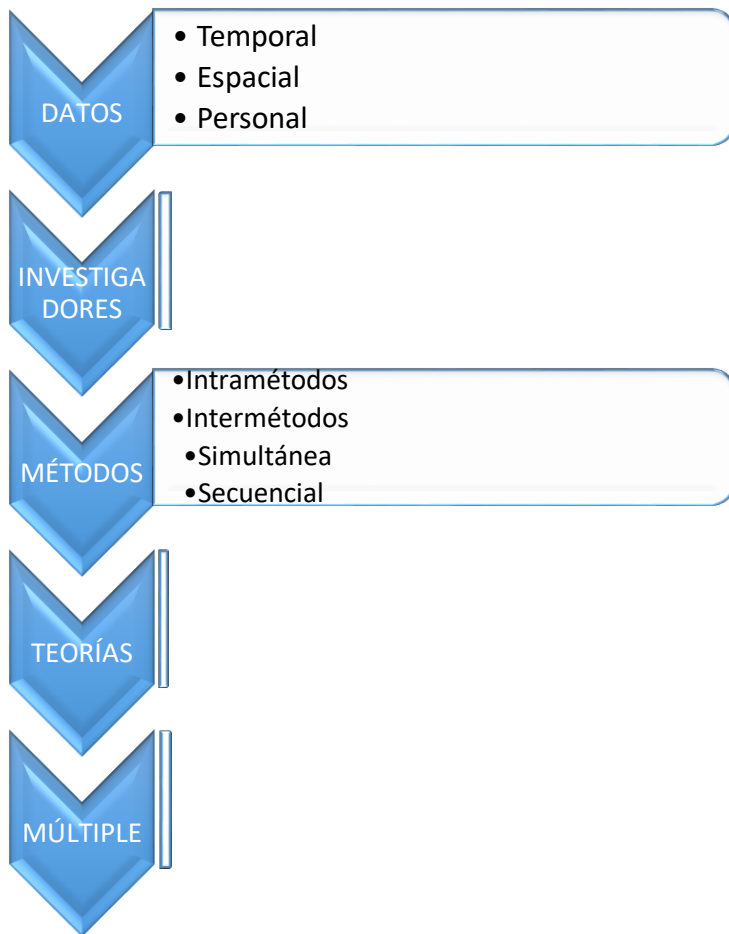 DATOS
• Temporal
• Espacial
• Personal
INVESTIGA
DORES
MÉTODOS
•Intramétodos
•Intermétodos
•Simultánea
•Secuencial
TEORÍAS
MÚLTIPLE